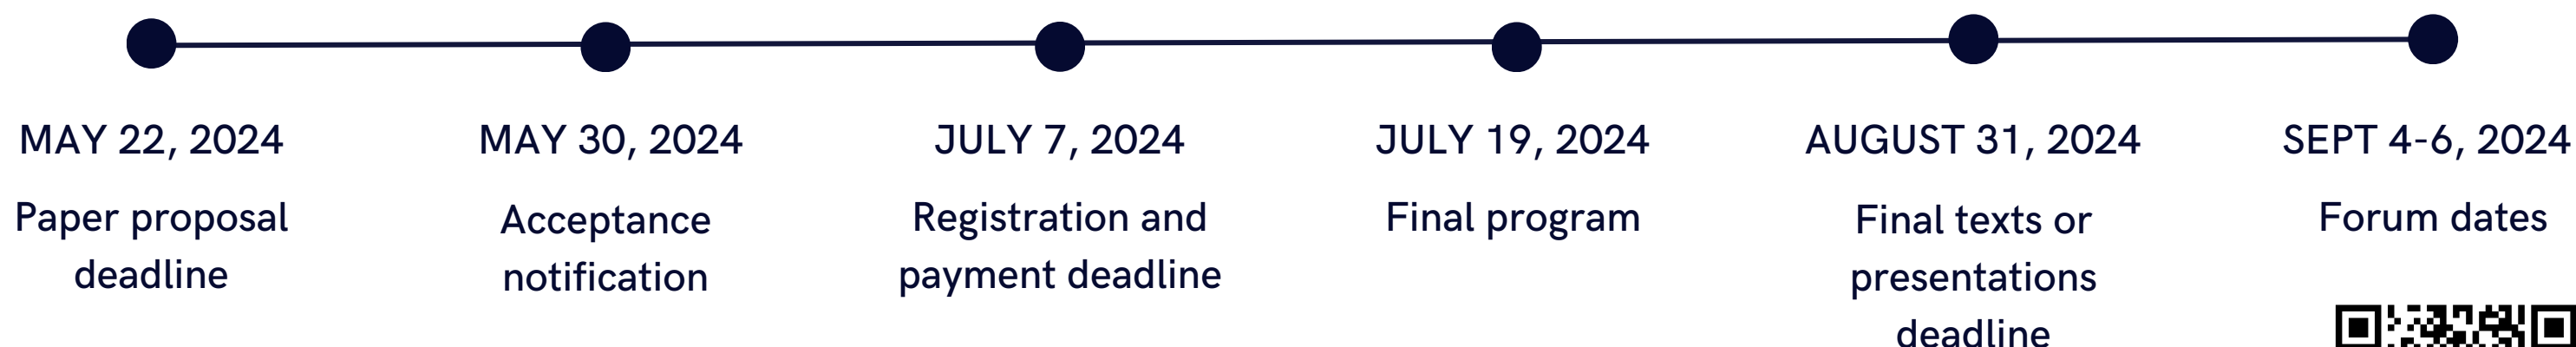 MAY 22, 2024
Paper proposal
deadline
MAY 30, 2024
Acceptance
notification
JULY 7, 2024
Registration and
payment deadline
JULY 19, 2024
Final program
AUGUST 31, 2024
Final texts or
presentations
deadline
SEPT 4-6, 2024
Forum dates